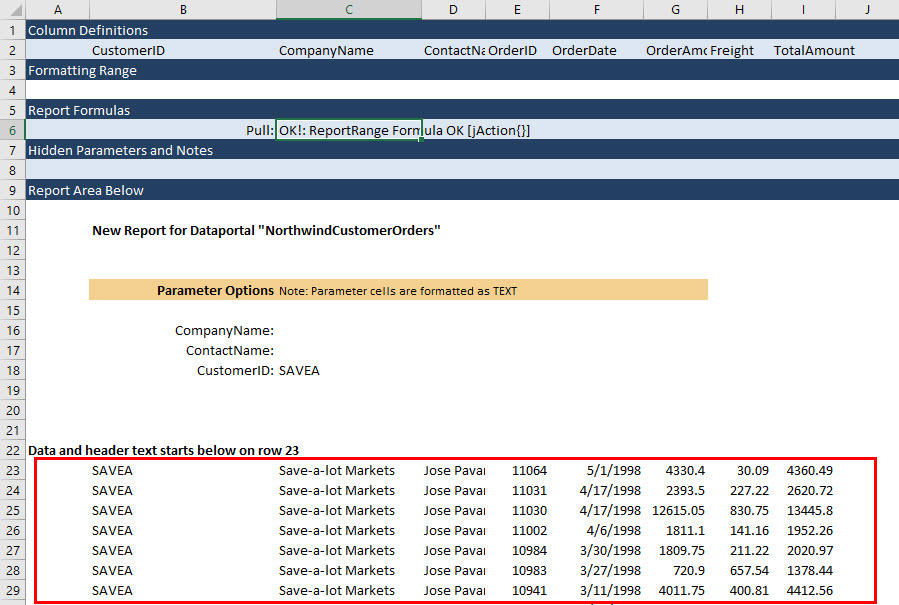 A B C D E F G H I J
1 Column Definitions
2 CustomerID CompanyName ContactNa OrderID OrderDate OrderAmo Freight TotalAmount
3 Formatting Range
4
5 Report Formulas
6 Pull: OK!: ReportRange Formula OK [jAction{}]
7 Hidden Parameters and Notes
8
9 Report Area Below
10
11 New Report for Dataportal "NorthwindCustomerOrders"
12
13
14 Parameter Options Note: Parameter cells are formatted as TEXT
15
16 CompanyName:
17 ContactName:
18 CustomerID: SAVEA
19
20
21
22 Data and header text starts below on row 23
23 SAVEA Save-a-lot Markets Jose Pavar 11064 5/1/1998 4330.4 30.09 4360.49
24 SAVEA Save-a-lot Markets Jose Pavar 11031 4/17/1998 2393.5 227.22 2620.72
25 SAVEA Save-a-lot Markets Jose Pavar 11030 4/17/1998 12615.05 830.75 13445.8
26 SAVEA Save-a-lot Markets Jose Pavar 11002 4/6/1998 1811.1 141.16 1952.26
27 SAVEA Save-a-lot Markets Jose Pavar 10984 3/30/1998 1809.75 211.22 2020.97
28 SAVEA Save-a-lot Markets Jose Pavar 10983 3/27/1998 720.9 657.54 1378.44
29 SAVEA Save-a-lot Markets Jose Pavar 10941 3/11/1998 4011.75 400.81 4412.56